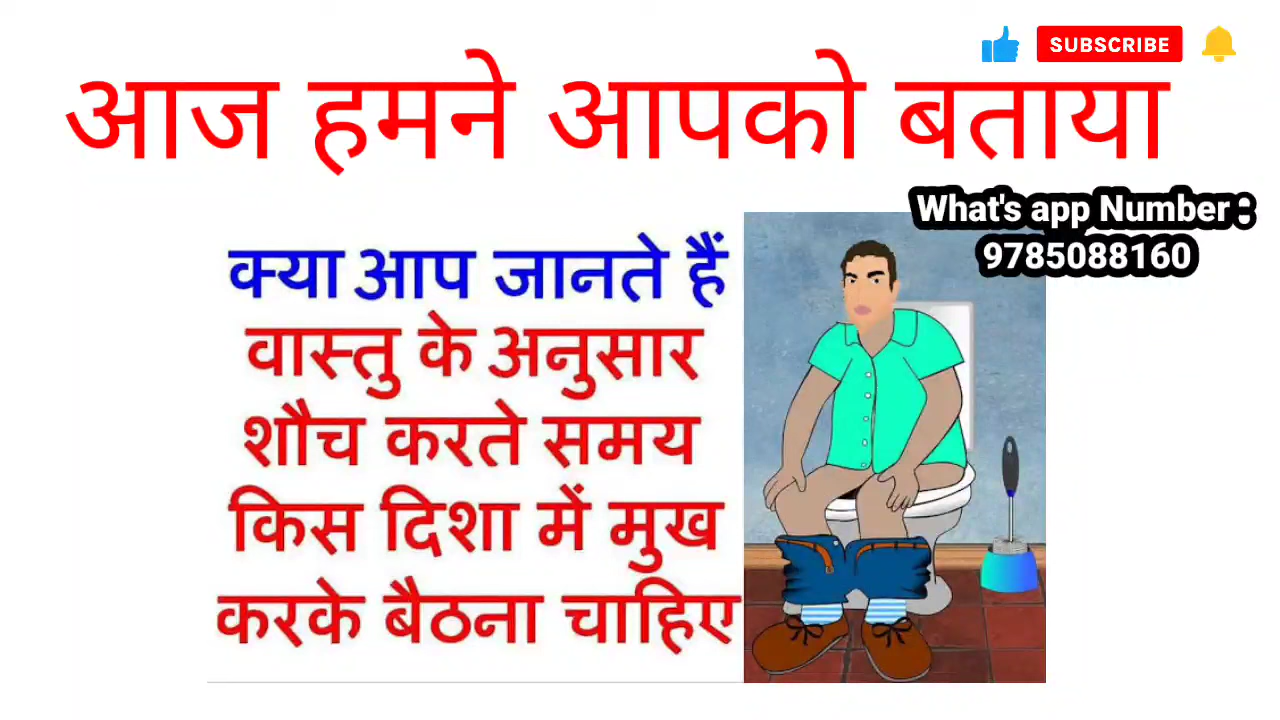 SUBSCRIBE
आज हमने आपको बताया
What's app Number :
9785088160
क्या आप जानते हैं
वास्तु के अनुसार
शौच करते समय
किस दिशा में मुख
करके बैठना चाहिए